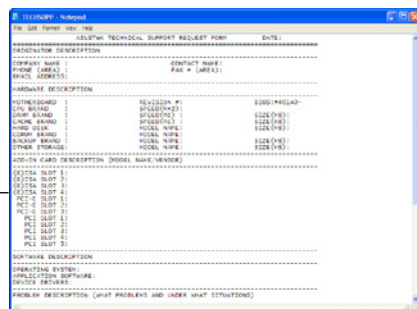 TECHSUPP - Notepad
File Edit Format View Help
ASUSTeK TECHNICAL SUPPORT REQUEST FORM DATE:
ORIGINATOR DESCRIPTION
COMPANY NAME : CONTACT NAME:
PHONE (AREA) : FAX # (AREA):
EMAIL ADDRESS:
HARDWARE DESCRIPTION
MOTHERBOARD : REVISION #: BIOS:#401A0-
CPU BRAND : SPEED(MHz):
DRAM BRAND : SPEED(ns) : SIZE(MB):
CACHE BRAND : SPEED(ns) : SIZE(KB):
HARD DISK : MODEL NAME: SIZE(MB):
CDROM BRAND : MODEL NAME:
BACKUP BRAND : MODEL NAME: SIZE(MB):
OTHER STORAGE: MODEL NAME: SIZE(MB):
ADD-IN CARD DESCRIPTION (MODEL NAME/VENDOR)
(E)ISA SLOT 1:
(E)ISA SLOT 2:
(E)ISA SLOT 3:
(E)ISA SLOT 4:
PCI-E SLOT 1:
PCI-E SLOT 2:
PCI-E SLOT 3:
PCI SLOT 1:
PCI SLOT 2:
PCI SLOT 3:
PCI SLOT 4:
PCI SLOT 5:
SOFTWARE DESCRIPTION
OPERATING SYSTEM:
APPLICATION SOFTWARE:
DEVICE DRIVERS:
PROBLEM DESCRIPTION (WHAT PROBLEMS AND UNDER WHAT SITUATIONS)